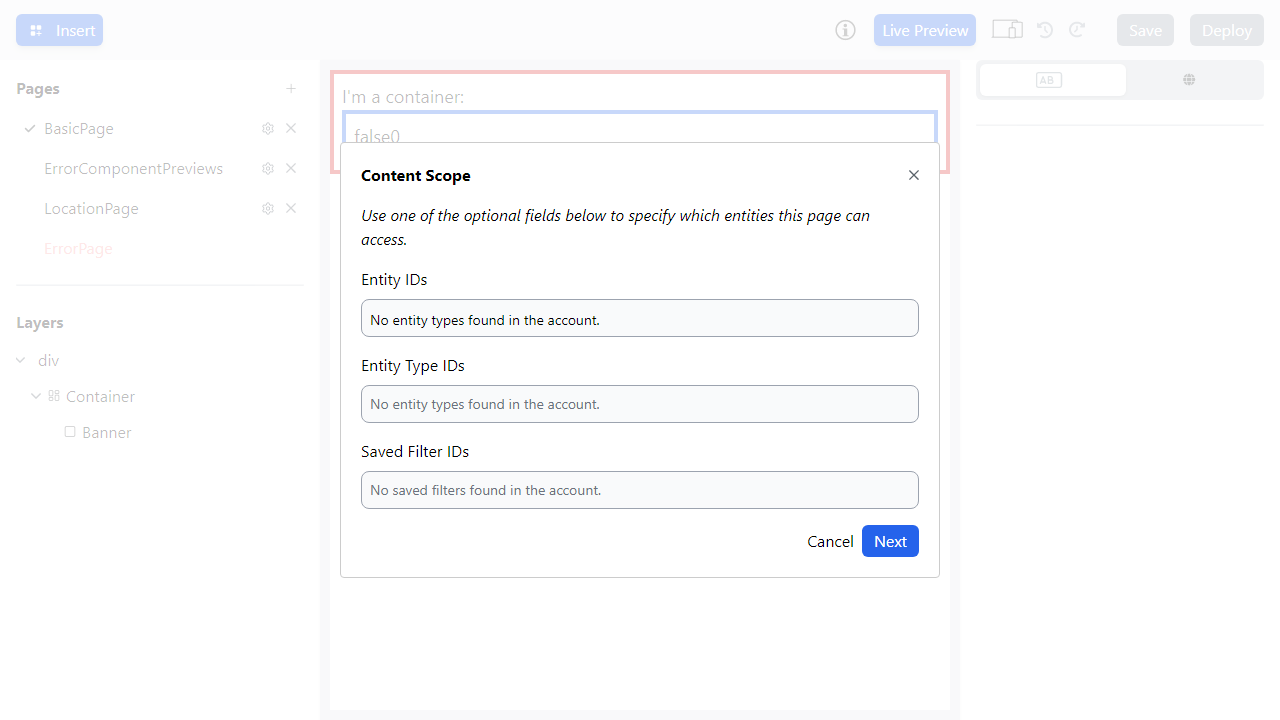 Insert
Live Preview
Save
Deploy
Pages
BasicPage
ErrorComponentPreviews
LocationPage
ErrorPage
Layers
div
Container
Banner
I'm a container:
false0
AB
Content Scope
Use one of the optional fields below to specify which entities this page can
access.
Entity IDs
No entity types found in the account.
Entity Type IDs
No entity types found in the account.
Saved Filter IDs
No saved filters found in the account.
Cancel
Next